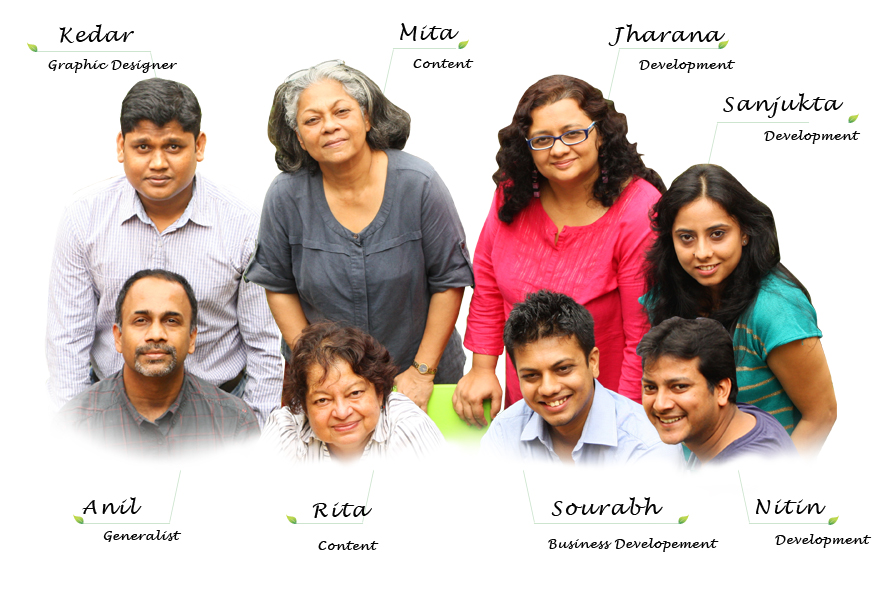 Kedar
Graphic Designer
Mita
Content
Jharana
Development
Sanjukta
Development
Anil
Generalist
Rita
Content
Sourabh
Business Developement
Nitin
Development